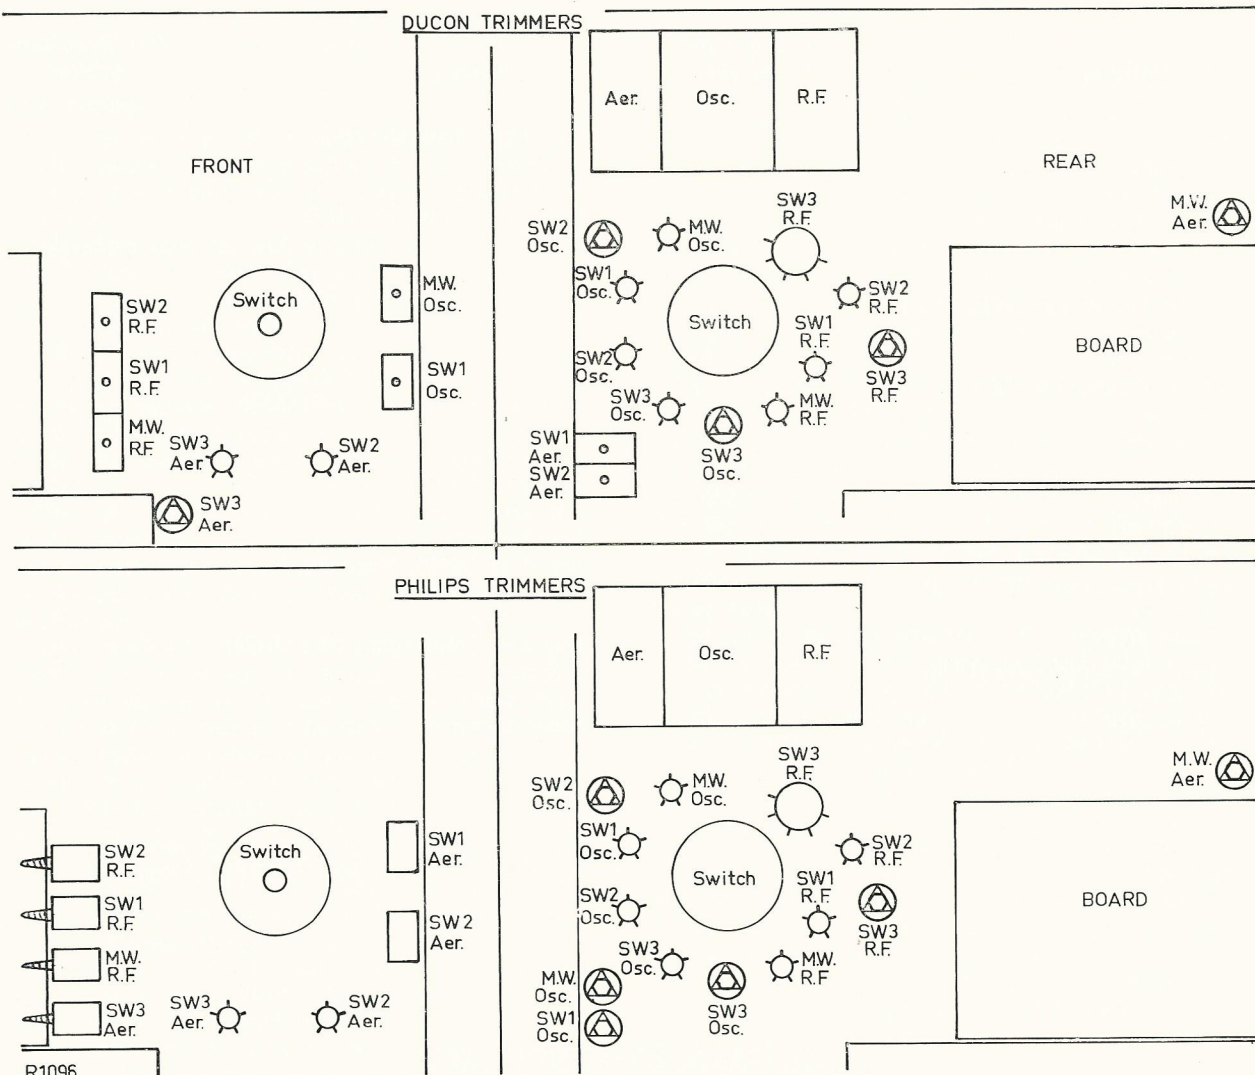 DUCON TRIMMERS
Aer.
Osc.
R.F.
FRONT
REAR
M.W.
Aer.
SW3
R.F.
SW2
Osc.
M.W.
Osc.
SW1
Osc.
SW2
R.F.
M.W.
Osc.
SW2
R.F.
Switch
Switch
SW1
R.F.
BOARD
SW1
R.F.
SW1
Osc.
SW2
Osc.
SW3
R.F.
M.W.
R.F.
SW3
Osc.
M.W.
R.F.
SW3
Aer.
SW2
Aer.
SW1
Aer.
SW2
Aer.
SW3
Osc.
SW3
Aer.
PHILIPS TRIMMERS
Aer.
Osc.
R.F.
M.W.
Aer.
SW3
R.F.
SW2
Osc.
M.W.
Osc.
SW1
Aer.
SW1
Osc.
SW2
R.F.
SW2
R.F.
Switch
Switch
SW1
R.F.
BOARD
SW1
R.F.
SW2
Aer.
SW2
Osc.
SW3
R.F.
M.W.
R.F.
SW3
Osc.
M.W.
R.F.
M.W.
Osc.
SW3
Aer.
SW3
Aer.
SW2
Aer.
SW1
Osc.
SW3
Osc.
R1096